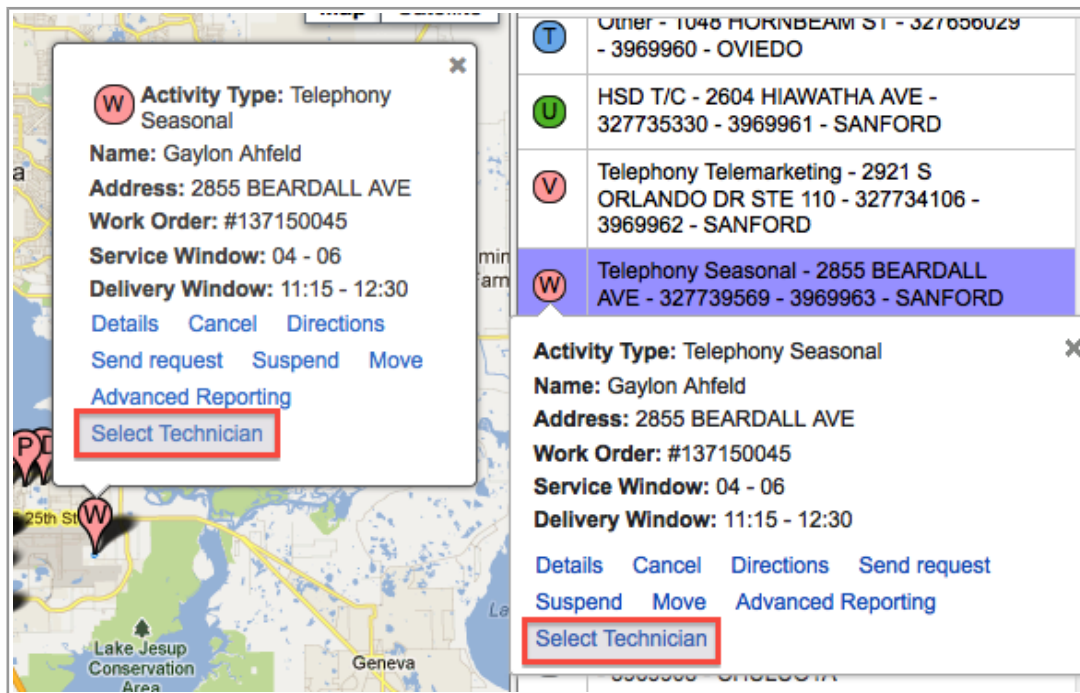 Map
Satellite
W
Activity Type: Telephony
Seasonal
Name: Gaylon Ahfeld
Address: 2855 BEARDALL AVE
Work Order: #137150045
Service Window: 04 - 06
Delivery Window: 11:15 - 12:30
Details Cancel Directions
Send request Suspend Move
Advanced Reporting
Select Technician
P
D
25th St
W
Lake Jesup
Conservation
Area
Geneva
T
Other - 1048 HORNBEAM ST - 327656029
- 3969960 - OVIEDO
U
HSD T/C - 2604 HIAWATHA AVE -
327735330 - 3969961 - SANFORD
V
Telephony Telemarketing - 2921 S
ORLANDO DR STE 110 - 327734106 -
3969962 - SANFORD
W
Telephony Seasonal - 2855 BEARDALL
AVE - 327739569 - 3969963 - SANFORD
Activity Type: Telephony Seasonal
Name: Gaylon Ahfeld
Address: 2855 BEARDALL AVE
Work Order: #137150045
Service Window: 04 - 06
Delivery Window: 11:15 - 12:30
Details Cancel Directions Send request
Suspend Move Advanced Reporting
Select Technician